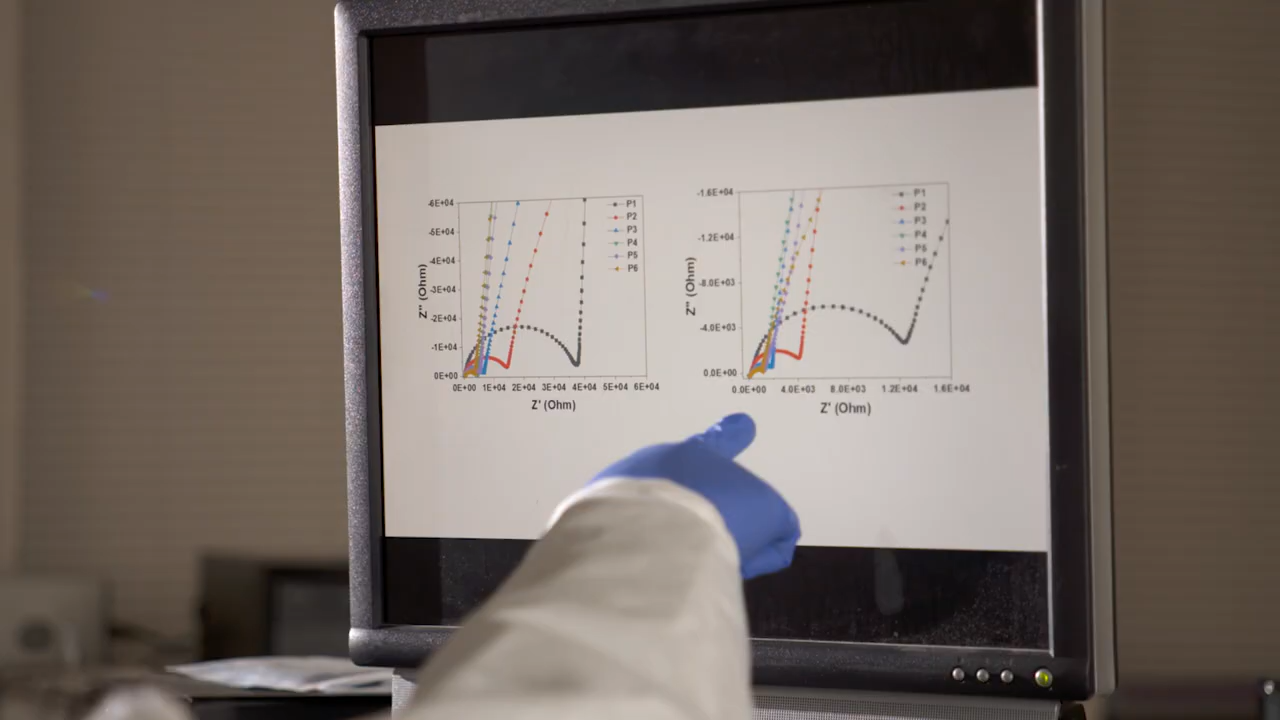 -6E+04
-5E+04
-4E+04
-3E+04
-2E+04
-1E+04
0E+00
Z" (Ohm)
0E+00 1E+04 2E+04 3E+04 4E+04 5E+04 6E+04
Z' (Ohm)
P1
P2
P3
P4
P5
P6
-1.6E+04
-1.2E+04
-8.0E+03
-4.0E+03
0.0E+00
Z" (Ohm)
0.0E+00 4.0E+03 8.0E+03 1.2E+04 1.6E+04
Z' (Ohm)
P1
P2
P3
P4
P5
P6